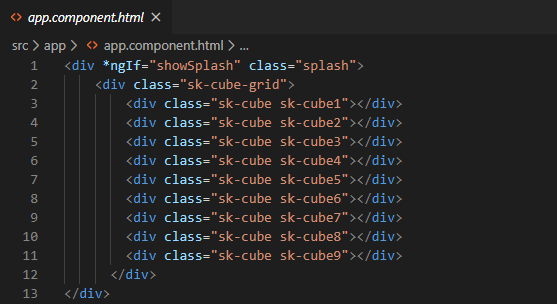 <> app.component.html ×
src > app > <> app.component.html > ...
1 <div *ngIf="showSplash" class="splash">
2 <div class="sk-cube-grid">
3 <div class="sk-cube sk-cube1"></div>
4 <div class="sk-cube sk-cube2"></div>
5 <div class="sk-cube sk-cube3"></div>
6 <div class="sk-cube sk-cube4"></div>
7 <div class="sk-cube sk-cube5"></div>
8 <div class="sk-cube sk-cube6"></div>
9 <div class="sk-cube sk-cube7"></div>
10 <div class="sk-cube sk-cube8"></div>
11 <div class="sk-cube sk-cube9"></div>
12 </div>
13 </div>